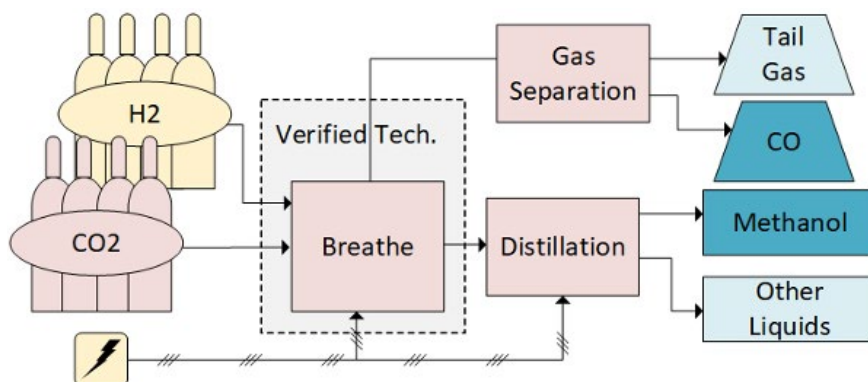 H2
CO2
Verified Tech.
Breathe
Gas
Separation
Distillation
Tail
Gas
CO
Methanol
Other
Liquids